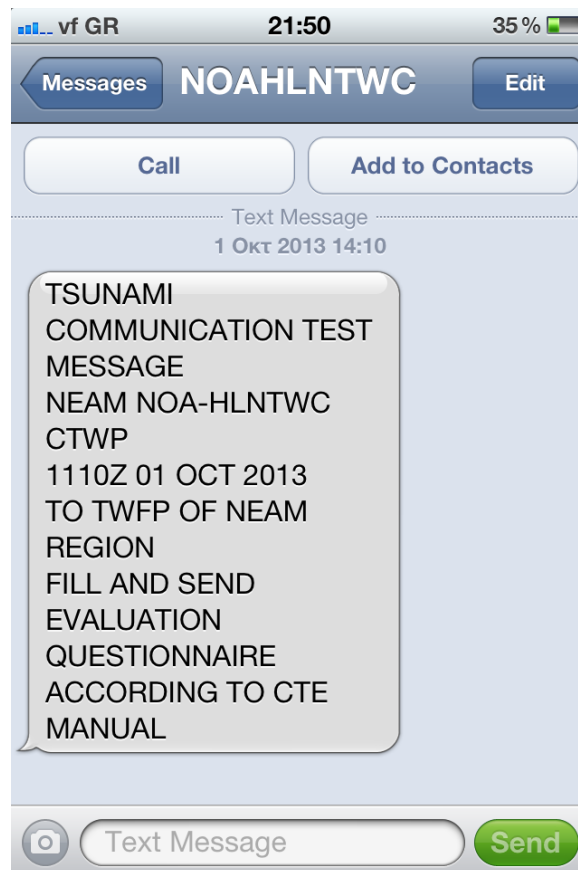 vf GR 21:50 35 %
Messages NOAHLNTWC Edit
Call Add to Contacts
Text Message
1 Οκτ 2013 14:10
TSUNAMI
COMMUNICATION TEST
MESSAGE
NEAM NOA-HLNTWC
CTWP
1110Z 01 OCT 2013
TO TWFP OF NEAM
REGION
FILL AND SEND
EVALUATION
QUESTIONNAIRE
ACCORDING TO CTE
MANUAL
Text Message Send